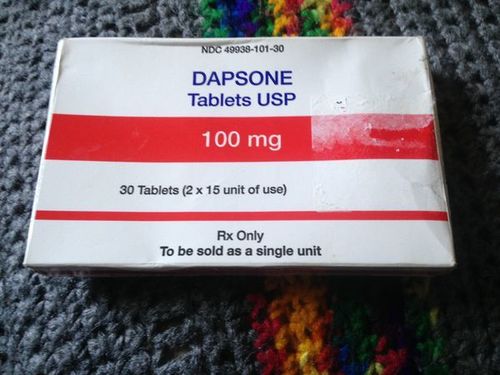 NDC 49938-101-30
DAPSONE
Tablets USP
100 mg
30 Tablets (2 x 15 unit of use)
Rx Only
To be sold as a single unit